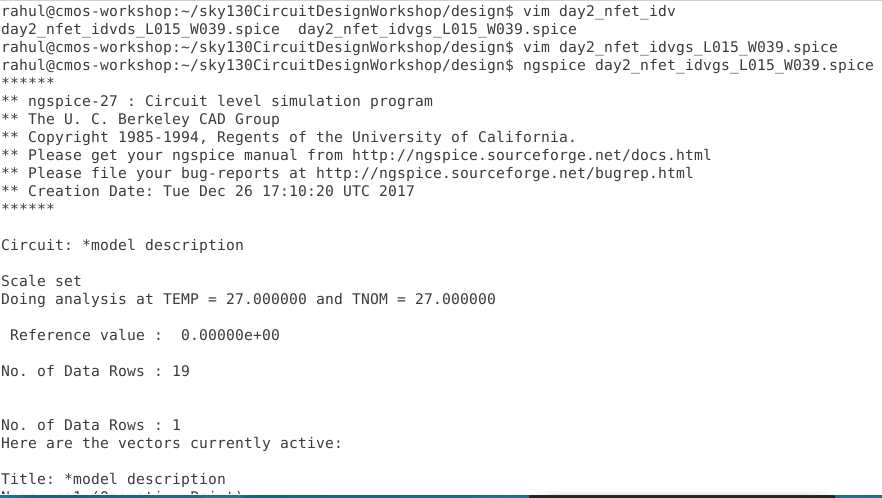 rahul@cmos-workshop:~/sky130CircuitDesignWorkshop/design$ vim day2_nfet_idv
day2_nfet_idvds_L015_W039.spice  day2_nfet_idvgs_L015_W039.spice
rahul@cmos-workshop:~/sky130CircuitDesignWorkshop/design$ vim day2_nfet_idvgs_L015_W039.spice
rahul@cmos-workshop:~/sky130CircuitDesignWorkshop/design$ ngspice day2_nfet_idvgs_L015_W039.spice
******
** ngspice-27 : Circuit level simulation program
** The U. C. Berkeley CAD Group
** Copyright 1985-1994, Regents of the University of California.
** Please get your ngspice manual from http://ngspice.sourceforge.net/docs.html
** Please file your bug-reports at http://ngspice.sourceforge.net/bugrep.html
** Creation Date: Tue Dec 26 17:10:20 UTC 2017
******
Circuit: *model description
Scale set
Doing analysis at TEMP = 27.000000 and TNOM = 27.000000
Reference value :  0.00000e+00
No. of Data Rows : 19
No. of Data Rows : 1
Here are the vectors currently active:
Title: *model description